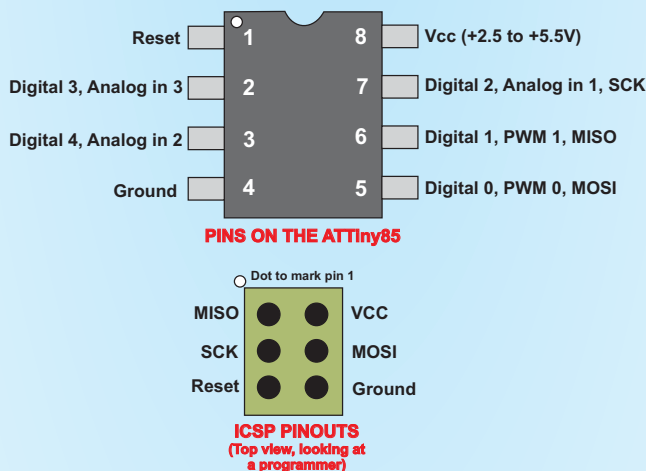 Reset 1 8 Vcc (+2.5 to +5.5V)
Digital 3, Analog in 3 2 7 Digital 2, Analog in 1, SCK
Digital 4, Analog in 2 3 6 Digital 1, PWM 1, MISO
Ground 4 5 Digital 0, PWM 0, MOSI
PINS ON THE ATTIny85
Dot to mark pin 1
MISO VCC
SCK MOSI
Reset Ground
ICSP PINOUTS
(Top view, looking at
a programmer)